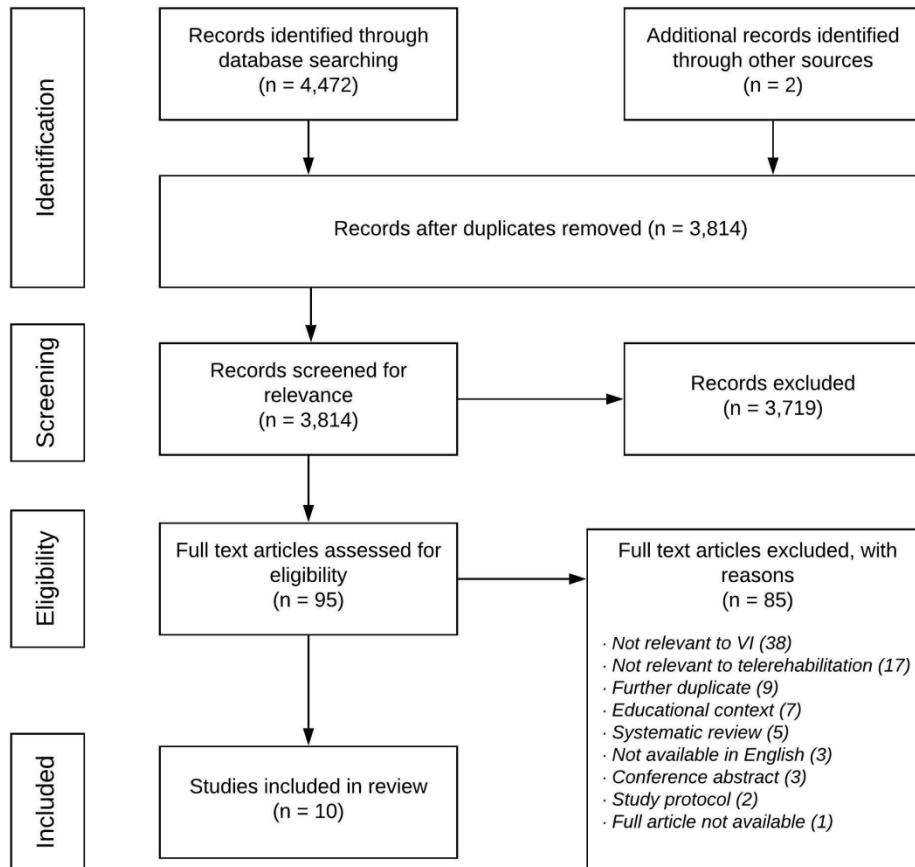 Identification
Records identified through
database searching
(n = 4,472)
Additional records identified
through other sources
(n = 2)
Records after duplicates removed (n = 3,814)
Screening
Records screened for
relevance
(n = 3,814)
Records excluded
(n = 3,719)
Eligibility
Full text articles assessed for
eligibility
(n = 95)
Full text articles excluded, with
reasons
(n = 85)
· Not relevant to VI (38)
· Not relevant to telerehabilitation (17)
· Further duplicate (9)
· Educational context (7)
· Systematic review (5)
· Not available in English (3)
· Conference abstract (3)
· Study protocol (2)
· Full article not available (1)
Included
Studies included in review
(n = 10)